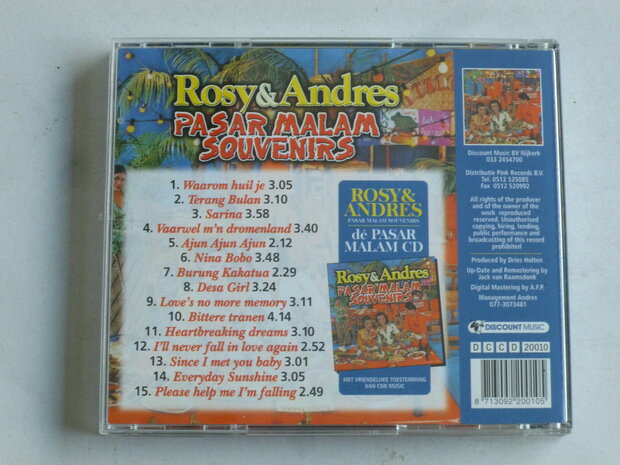 Rosy&Andres
PASAR MALAM
SOUVENIRS
1. Waarom huil je 3.05
2. Terang Bulan 3.10
3. Sarina 3.58
4. Vaarwel m'n dromenland 3.40
5. Ajun Ajun Ajun 2.12
6. Nina Bobo 3.48
7. Burung Kakatua 2.29
8. Desa Girl 3.24
9. Love's no more memory 3.11
10. Bittere tranen 4.14
11. Heartbreaking dreams 3.10
12. I'll never fall in love again 2.52
13. Since I met you baby 3.01
14. Everyday Sunshine 3.05
15. Please help me I'm falling 2.49
ROSY&
ANDRES
PASAR MALAM SOUVENIRS
dé PASAR
MALAM CD
Rosy&Andres
PASAR MALAM
SOUVENIRS
MET VRIENDELIJKE TOESTEMMING
VAN CNR MUSIC
Discount Music BV Nijkerk
033 2454700
Distributie Pink Records B.V.
Tel. 0512 525085
Fax 0512 520992
All rights of the producer
and of the owner of the
work reproduced
reserved. Unauthorised
copying, hiring, lending,
public performance and
broadcasting of this record
prohibited
Produced by Dries Holten
Up-Date and Remastering by
Jack van Raamsdonk
Digital Mastering by A.F.P.
Management Andres
077-3073481
DISCOUNT MUSIC
D C C D 20010
8 713092 200105